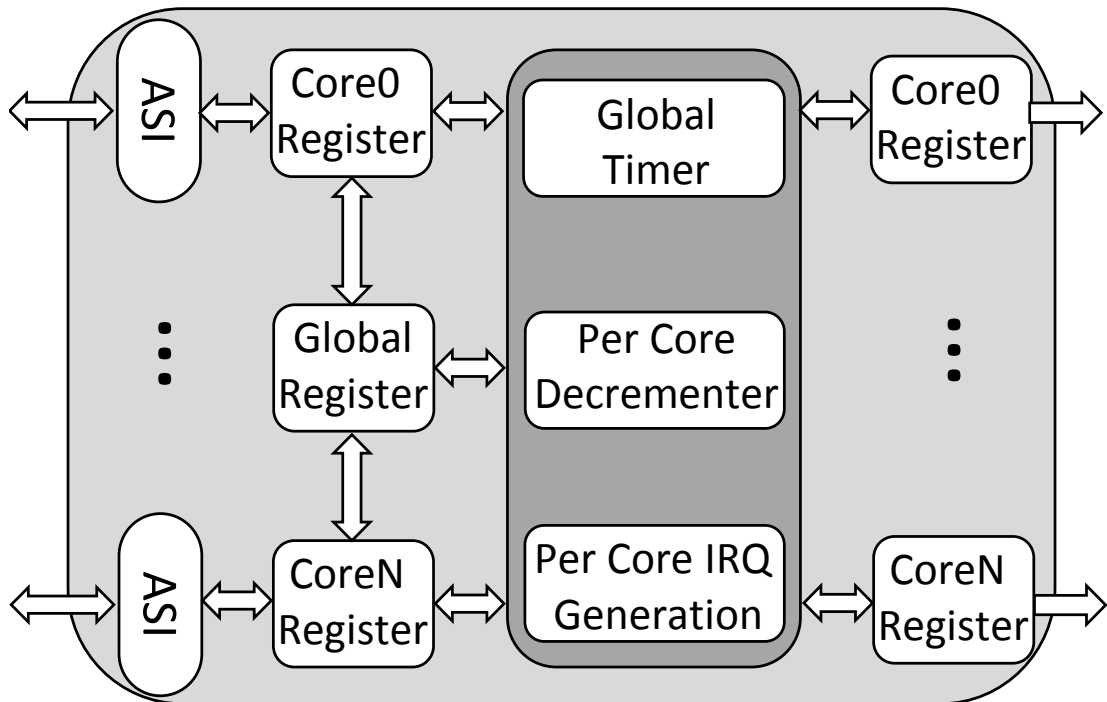 ASI
Core0
Register
Global
Timer
Core0
Register
Global
Register
Per Core
Decrementer
ASI
CoreN
Register
Per Core IRQ
Generation
CoreN
Register